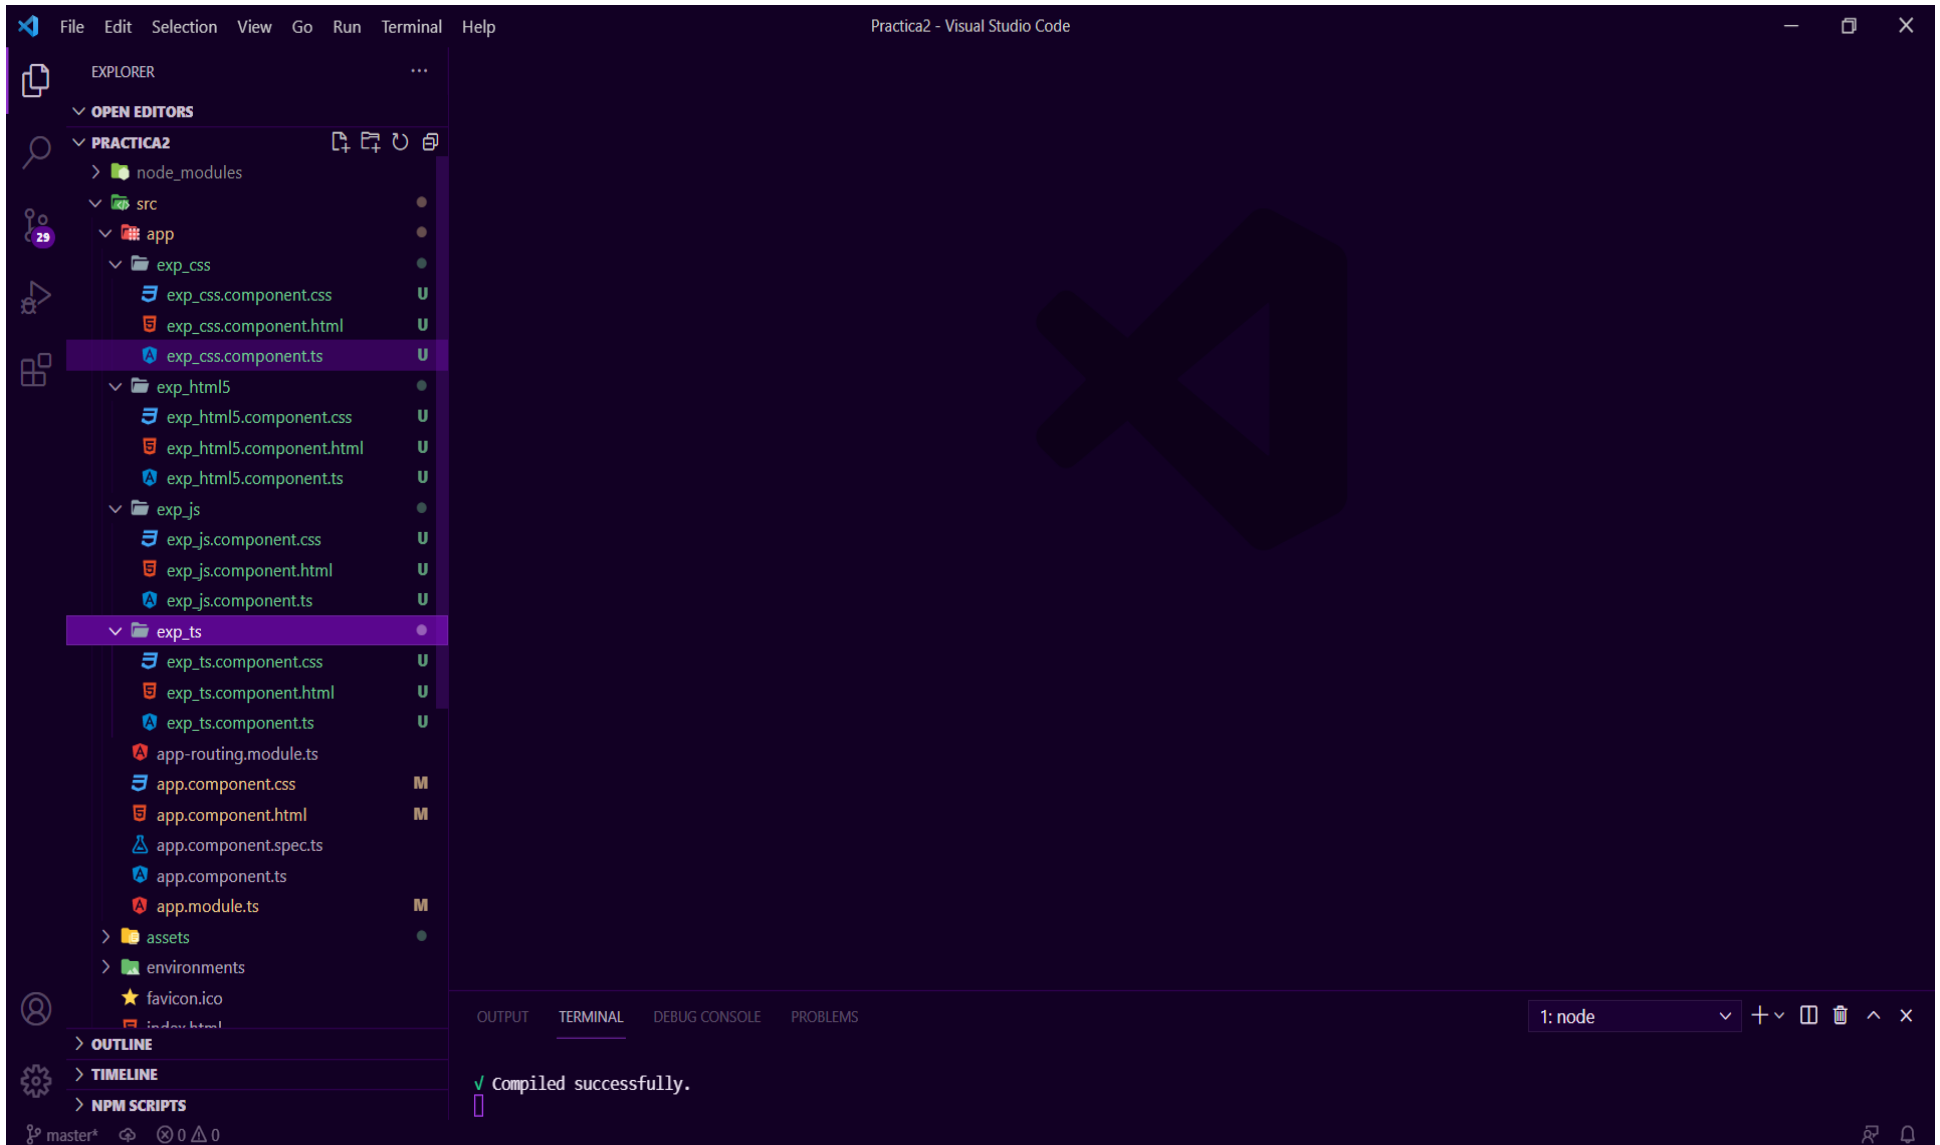 File Edit Selection View Go Run Terminal Help
Practica2 - Visual Studio Code
EXPLORER
OPEN EDITORS
PRACTICA2
node_modules
src
app
exp_css
exp_css.component.css U
exp_css.component.html U
exp_css.component.ts U
exp_html5
exp_html5.component.css U
exp_html5.component.html U
exp_html5.component.ts U
exp_js
exp_js.component.css U
exp_js.component.html U
exp_js.component.ts U
exp_ts
exp_ts.component.css U
exp_ts.component.html U
exp_ts.component.ts U
app-routing.module.ts
app.component.css M
app.component.html M
app.component.spec.ts
app.component.ts
app.module.ts M
assets
environments
favicon.ico
index.html
OUTLINE
TIMELINE
NPM SCRIPTS
29
OUTPUT TERMINAL DEBUG CONSOLE PROBLEMS
1: node
√ Compiled successfully.
master* 0 0